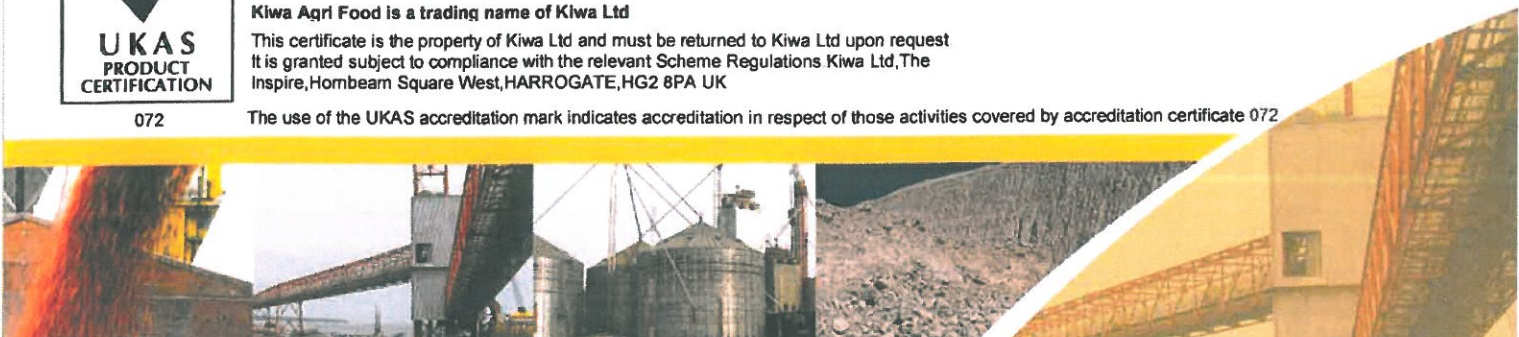 Kiwa Agri Food is a trading name of Kiwa Ltd
This certificate is the property of Kiwa Ltd and must be returned to Kiwa Ltd upon request
It is granted subject to compliance with the relevant Scheme Regulations.Kiwa Ltd,The
Inspire,Hornbeam Square West,HARROGATE,HG2 8PA UK
UKAS
PRODUCT
CERTIFICATION
072
The use of the UKAS accreditation mark indicates accreditation in respect of those activities covered by accreditation certificate 072